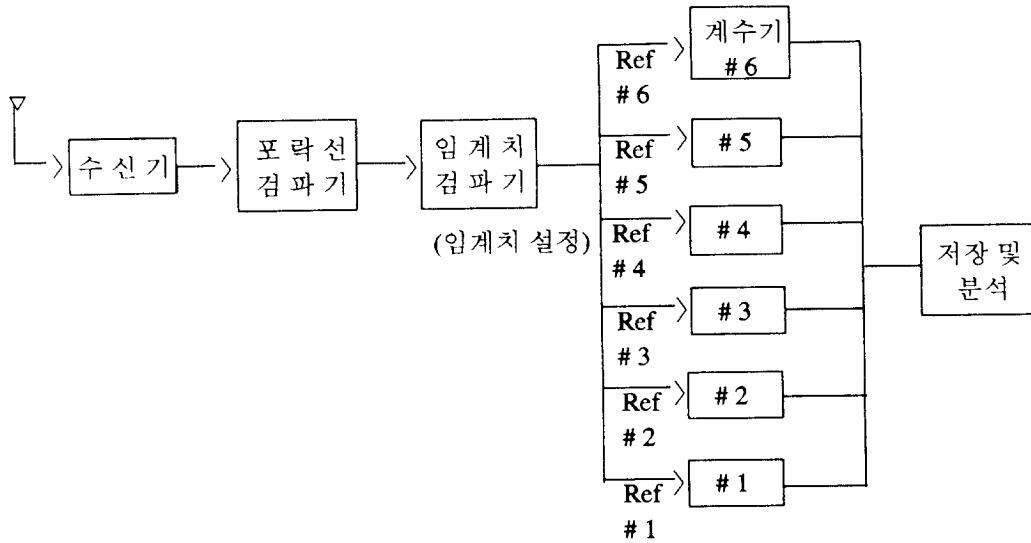 수 신 기
포 락 선
검 파 기
임 계 치
검 파 기
(임계치 설정)
Ref
# 6
계수기
# 6
Ref
# 5
# 5
Ref
# 4
# 4
Ref
# 3
# 3
Ref
# 2
# 2
Ref
# 1
# 1
저장 및
분석